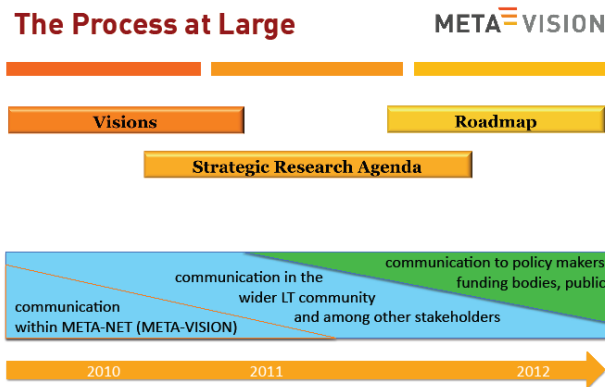 The Process at Large
META VISION
Visions
Roadmap
Strategic Research Agenda
communication to policy makers
funding bodies, public
communication in the
wider LT community
and among other stakeholders
communication
within META-NET (META-VISION)
2010 2011 2012